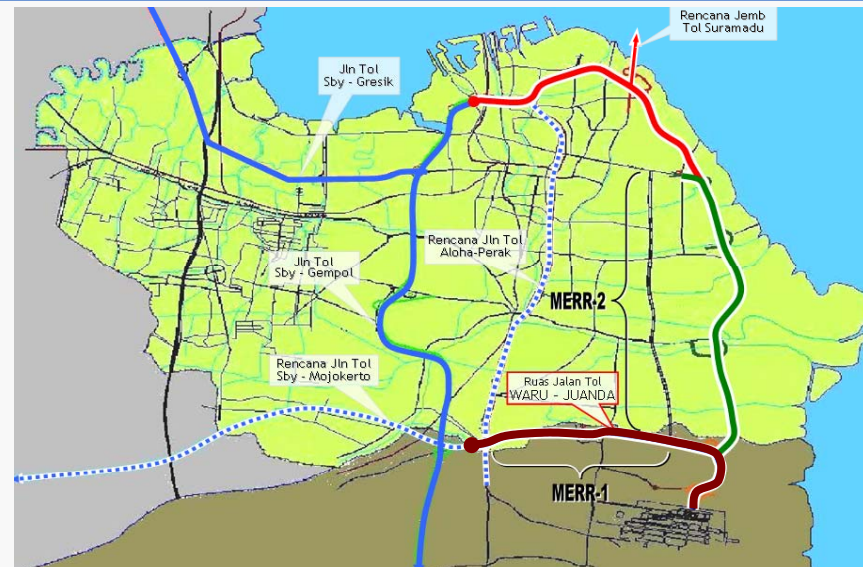 Rencana Jemb
Tol Suramadu
Jln Tol
Sby - Gresik
Rencana Jln Tol
Aloha-Perak
Jln Tol
Sby - Gempol
MERR-2
Rencana Jln Tol
Sby - Mojokerto
Ruas Jalan Tol
WARU - JUANDA
MERR-1